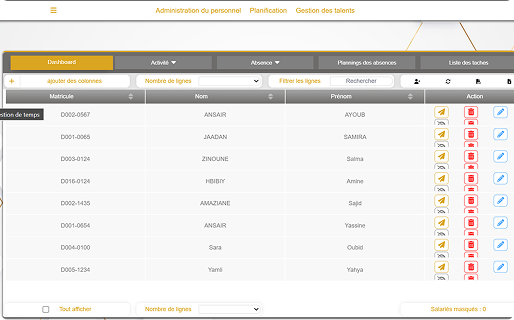 Administration du personnel Planification Gestion des talents
Dashboard Activité Absence Plannings des absences Liste des taches
+ ajouter des colonnes Nombre de lignes Filtrer les lignes Rechercher
Matricule Nom Prénom Action
stion de temps
D002-0567 ANSAIR AYOUB
D001-0065 JAADAN SAMIRA
D003-0124 ZINOUNE Salma
D016-0124 HBIBIY Amine
D002-1435 AMAZIANE Sajid
D001-0654 ANSAIR Yassine
D004-0100 Sara Oubid
D005-1234 Yamli Yahya
Tout afficher Nombre de lignes Salariés masqués : 0